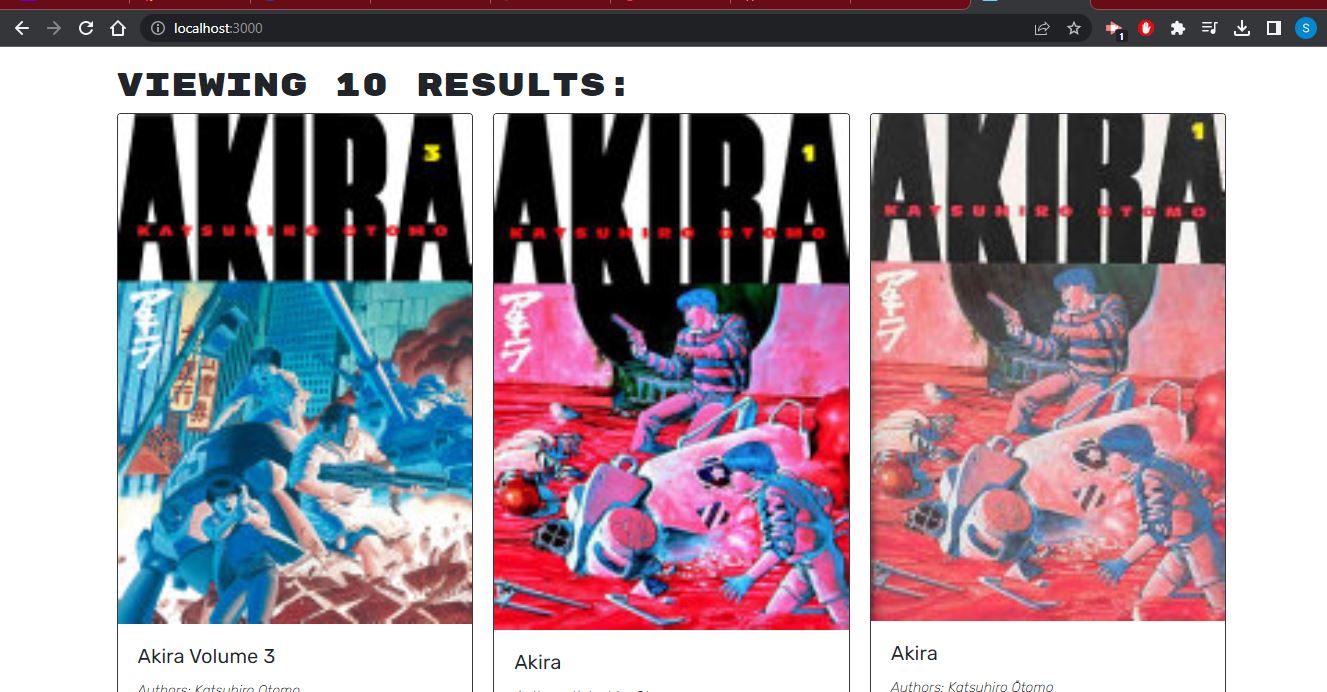 localhost:3000
1
S
VIEWING 10 RESULTS:
AKIRA
3
KATSUHIRO OTOMO
アキラ
AKIRA
1
KATSUHIRO OTOMO
アキラ
AKIRA
1
KATSUHIRO OTOMO
アキラ
Akira Volume 3
Authors: Katsuhiro Otomo
Akira
Akira
Authors: Katsuhiro Ōtomo